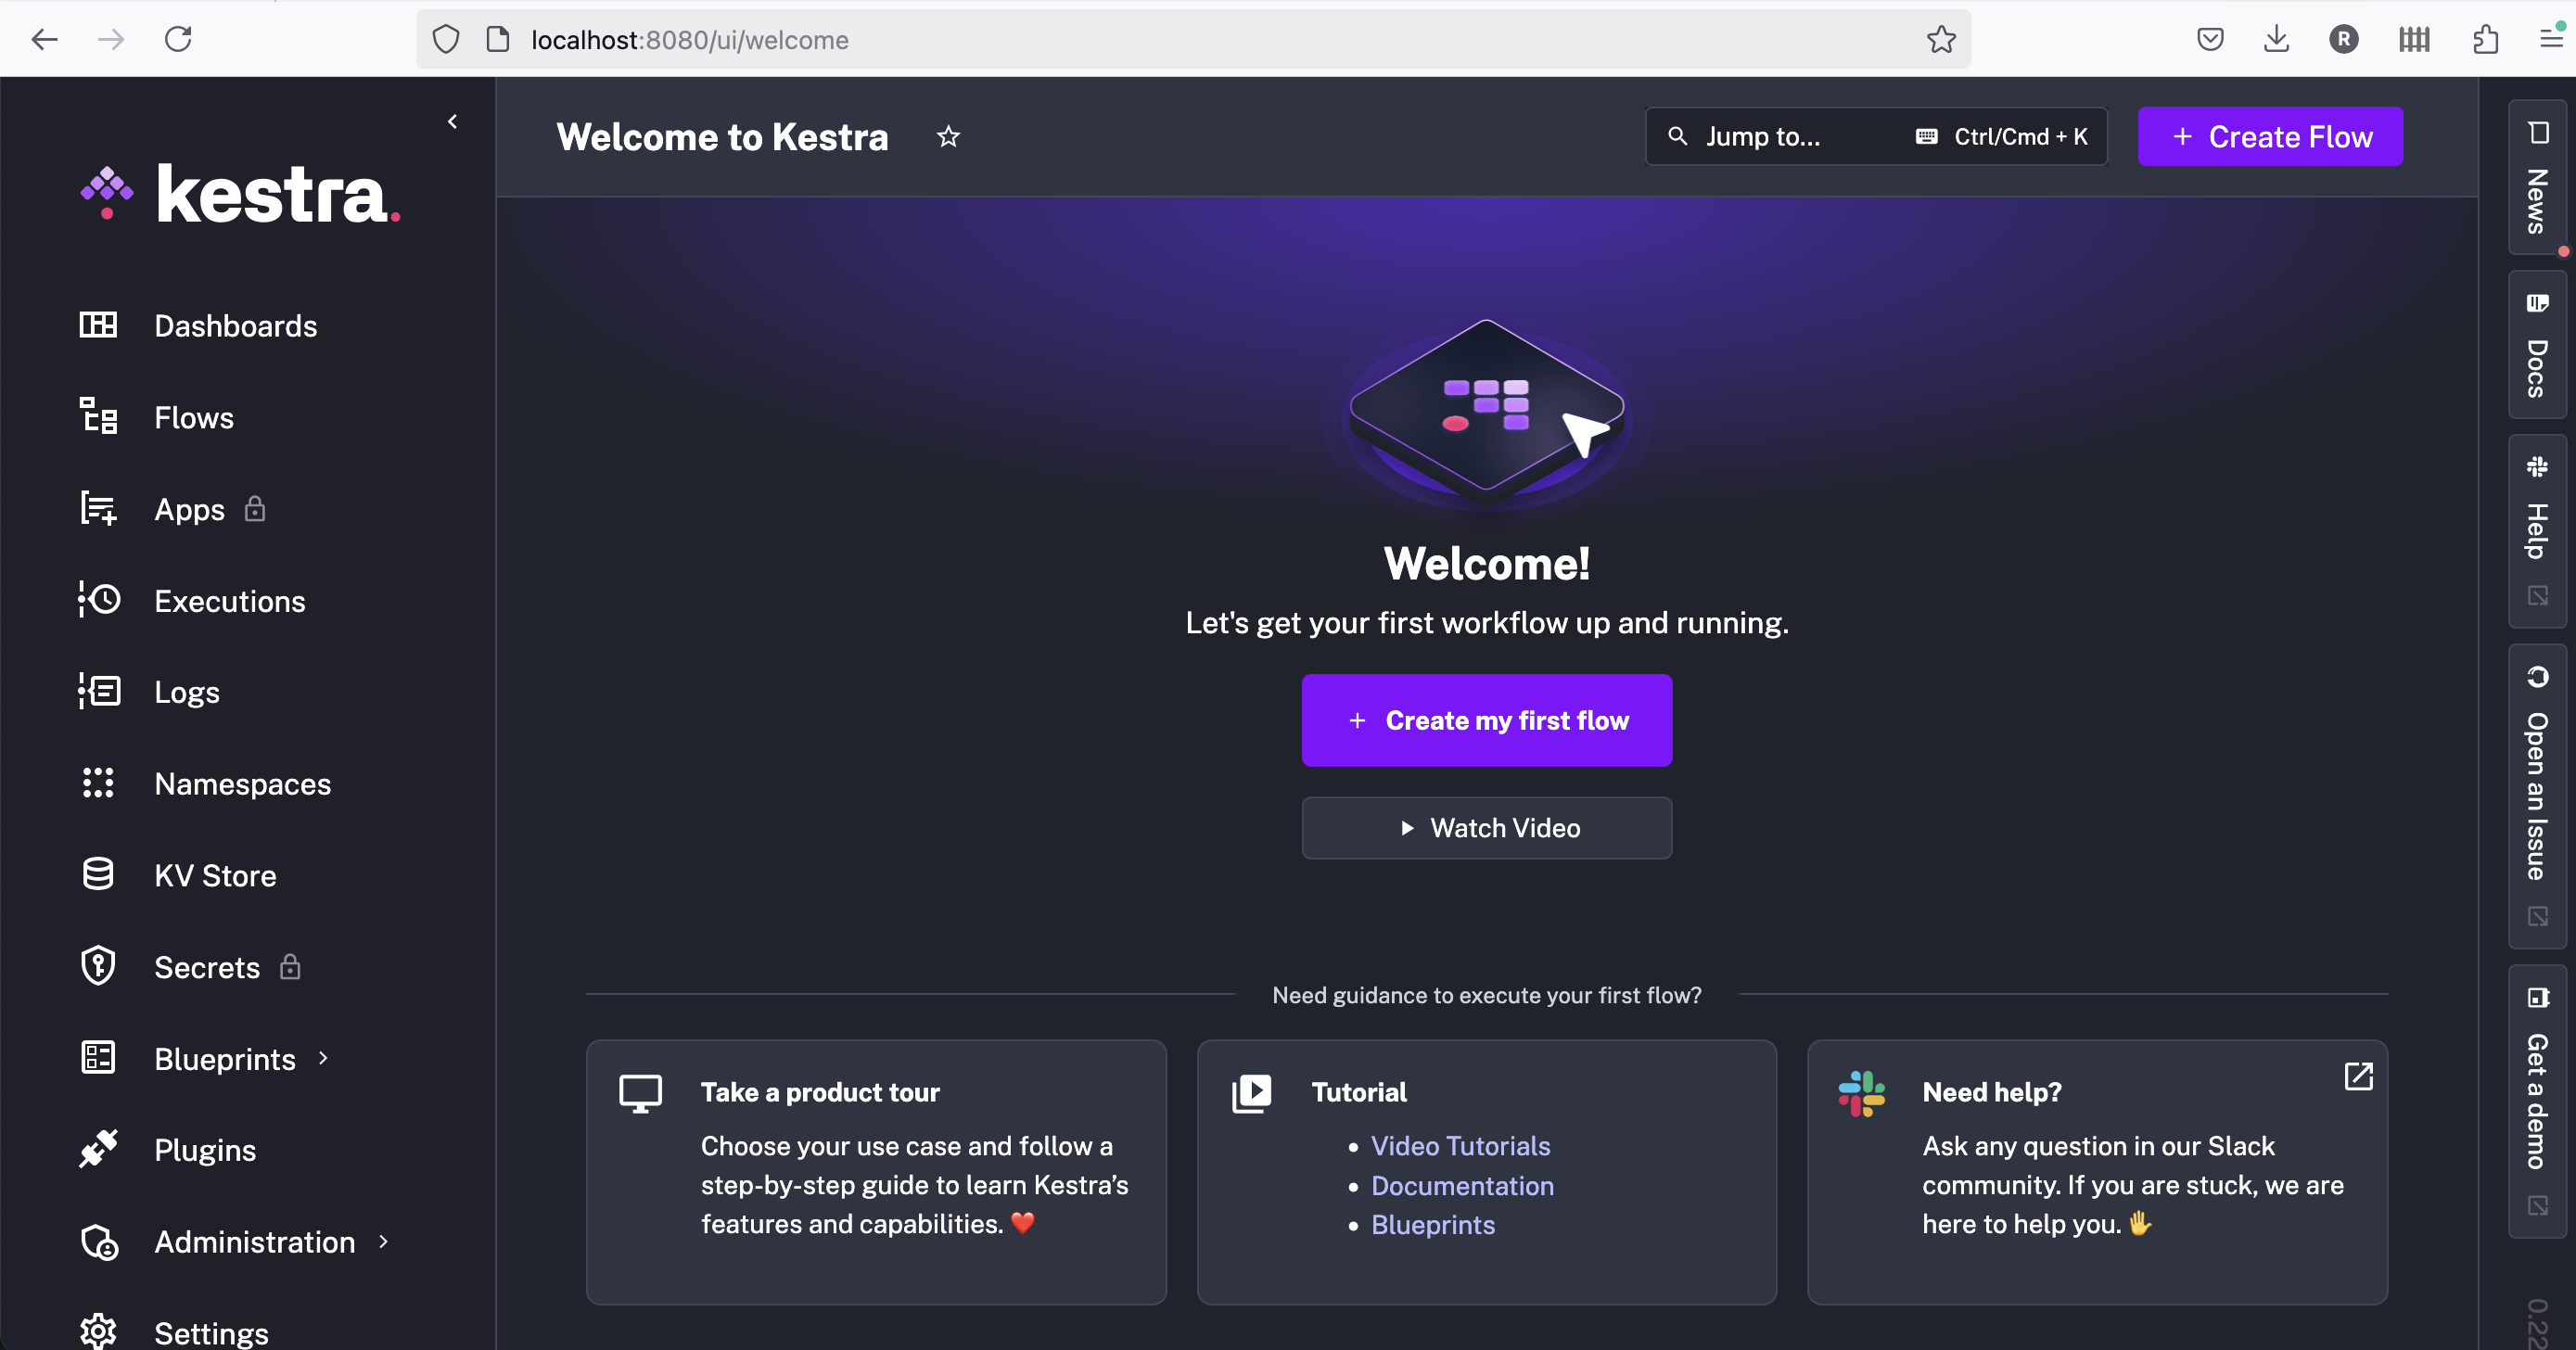 localhost:8080/ui/welcome
R
kestra.
Dashboards
Flows
Apps
Executions
Logs
Namespaces
KV Store
Secrets
Blueprints
Plugins
Administration
Settings
Welcome to Kestra
Jump to...
Ctrl/Cmd + K
+ Create Flow
Welcome!
Let's get your first workflow up and running.
+ Create my first flow
Watch Video
Need guidance to execute your first flow?
Take a product tour
Choose your use case and follow a
step-by-step guide to learn Kestra’s
features and capabilities. ❤️
Tutorial
• Video Tutorials
• Documentation
• Blueprints
Need help?
Ask any question in our Slack
community. If you are stuck, we are
here to help you. 🖐️
News
Docs
Help
Open an Issue
Get a demo
0.22